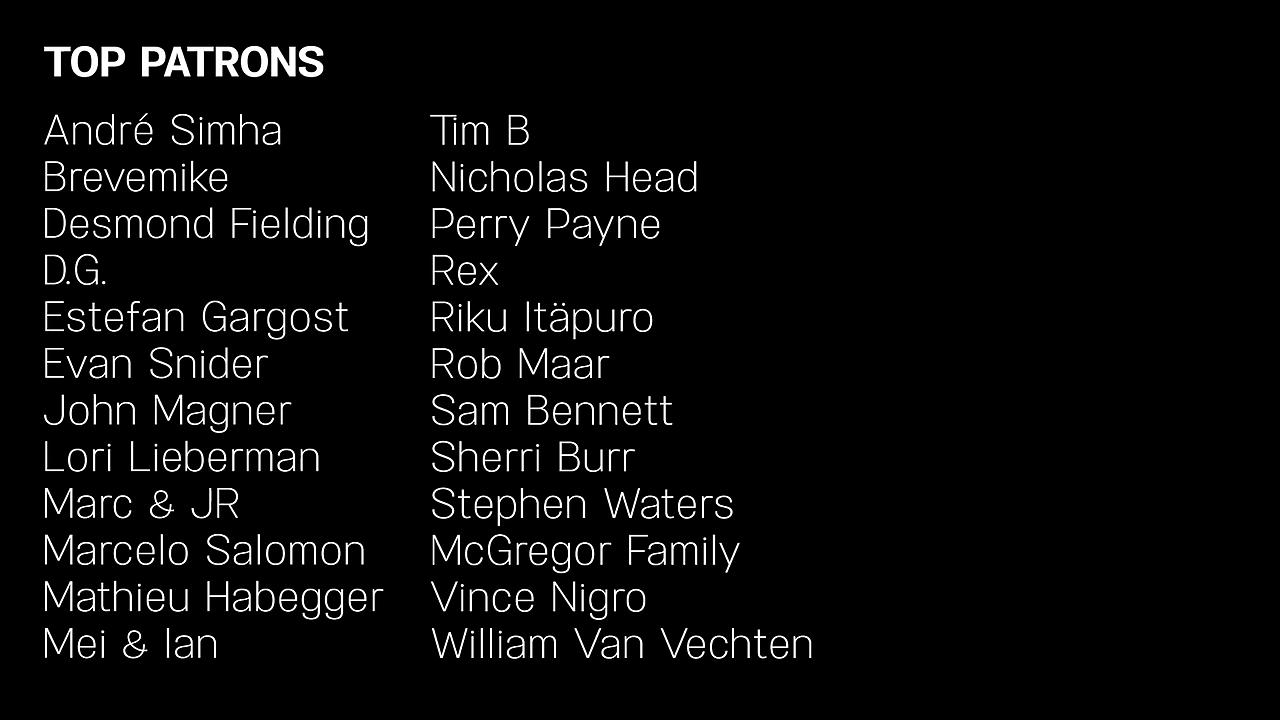 TOP PATRONS
André Simha
Brevemike
Desmond Fielding
D.G.
Estefan Gargost
Evan Snider
John Magner
Lori Lieberman
Marc & JR
Marcelo Salomon
Mathieu Habegger
Mei & Ian
Tim B
Nicholas Head
Perry Payne
Rex
Riku Itäpuro
Rob Maar
Sam Bennett
Sherri Burr
Stephen Waters
McGregor Family
Vince Nigro
William Van Vechten